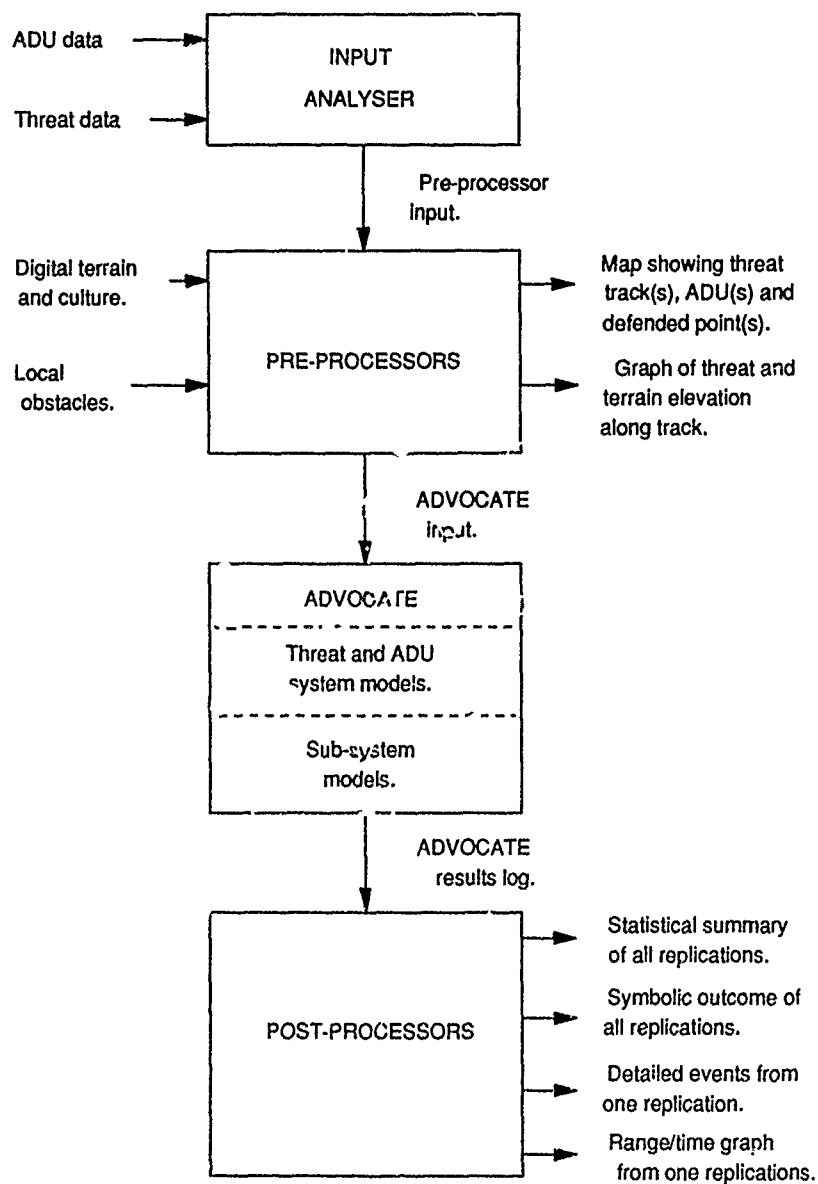 ADU data
Threat data
INPUT
ANALYSER
Pre-processor
input.
Digital terrain
and culture.
Local
obstacles.
PRE-PROCESSORS
Map showing threat
track(s), ADU(s) and
defended point(s).
Graph of threat and
terrain elevation
along track.
ADVOCATE
input.
ADVOCATE
Threat and ADU
system models.
Sub-system
models.
ADVOCATE
results log.
POST-PROCESSORS
Statistical summary
of all replications.
Symbolic outcome of
all replications.
Detailed events from
one replication.
Range/time graph
from one replications.